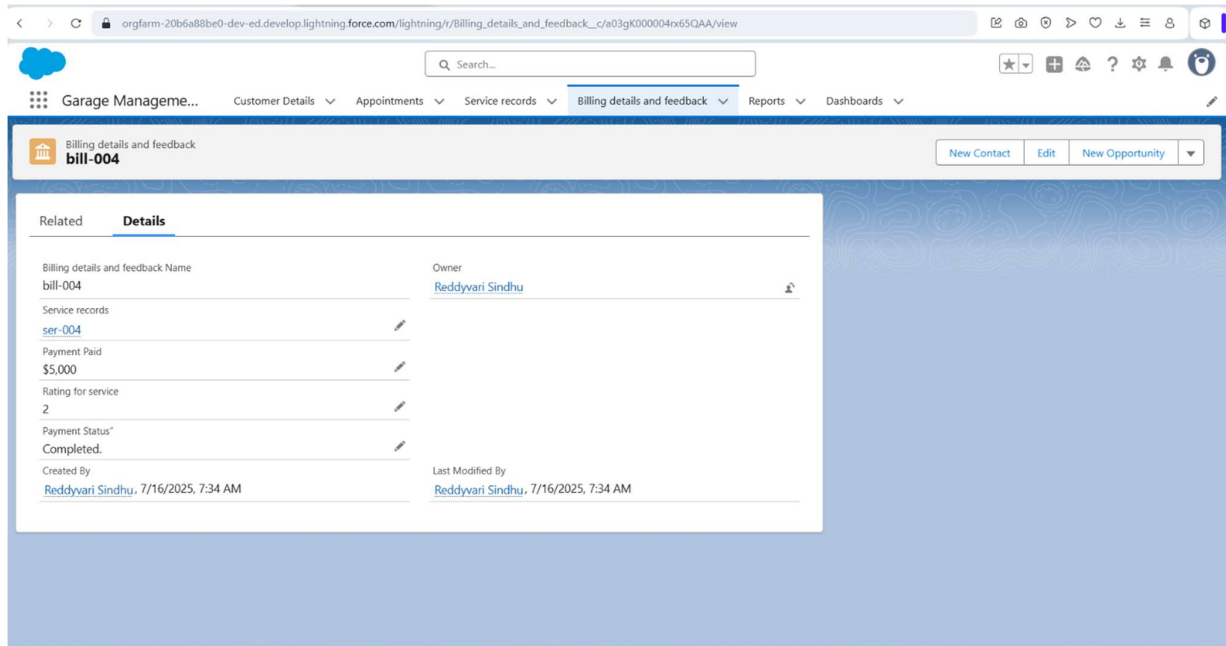 orgfarm-20b6a88be0-dev-ed.develop.lightning.force.com/lightning/r/Billing_details_and_feedback__c/a03gK000004rx65QAA/view
Search...
Garage Manageme... Customer Details Appointments Service records Billing details and feedback Reports Dashboards
Billing details and feedback
bill-004
New Contact Edit New Opportunity
Related Details
Billing details and feedback Name
bill-004
Owner
Reddyvari Sindhu
Service records
ser-004
Payment Paid
$5,000
Rating for service
2
Payment Status"
Completed.
Created By
Reddyvari Sindhu, 7/16/2025, 7:34 AM
Last Modified By
Reddyvari Sindhu, 7/16/2025, 7:34 AM